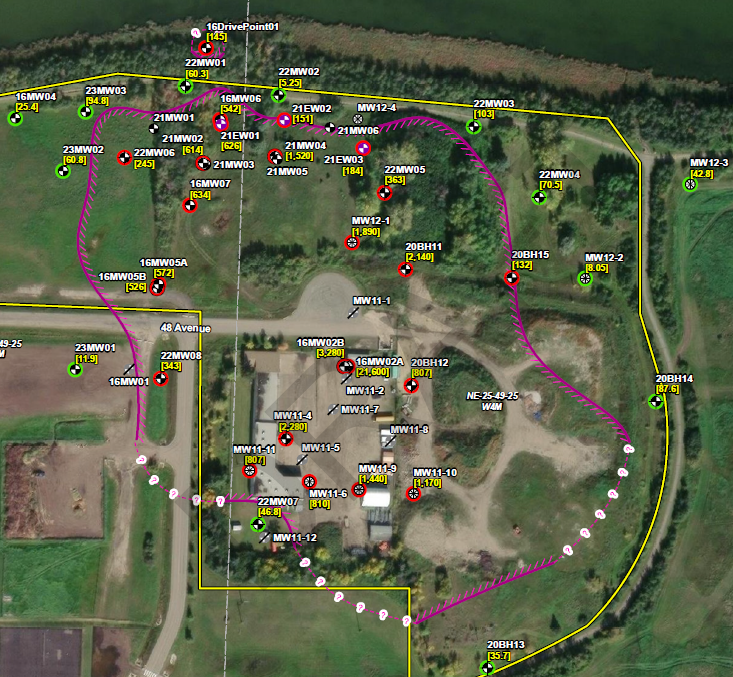 16DrivePoint01
[145]
22MW01
[60.3]
22MW02
[5.25]
16MW04
[25.4]
23MW03
[94.8]
16MW06
[542]
21EW02
[151]
MW12-4
22MW03
[103]
21MW01
21MW02
[614]
21EW01
[626]
21MW06
23MW02
[60.8]
22MW06
[245]
21MW03
21MW04
[1,520]
21MW05
21EW03
[184]
22MW05
[363]
MW12-3
[42.8]
16MW07
[634]
22MW04
[70.5]
MW12-1
[1,890]
20BH11
[2,140]
20BH15
[132]
MW12-2
[8.05]
16MW05A
[572]
16MW05B
[526]
MW11-1
48 Avenue
49-25
23MW01
[11.9]
22MW08
[343]
16MW01
16MW02B
[3,280]
16MW02A
[21,600]
20BH12
[807]
MW11-2
NE-25-49-25
W4M
20BH14
[87.6]
MW11-7
MW11-4
[2,280]
MW11-8
MW11-11
[807]
MW11-5
MW11-6
[810]
MW11-9
[1,440]
MW11-10
[1,170]
22MW07
[46.8]
MW11-12
20BH13
[35.7]